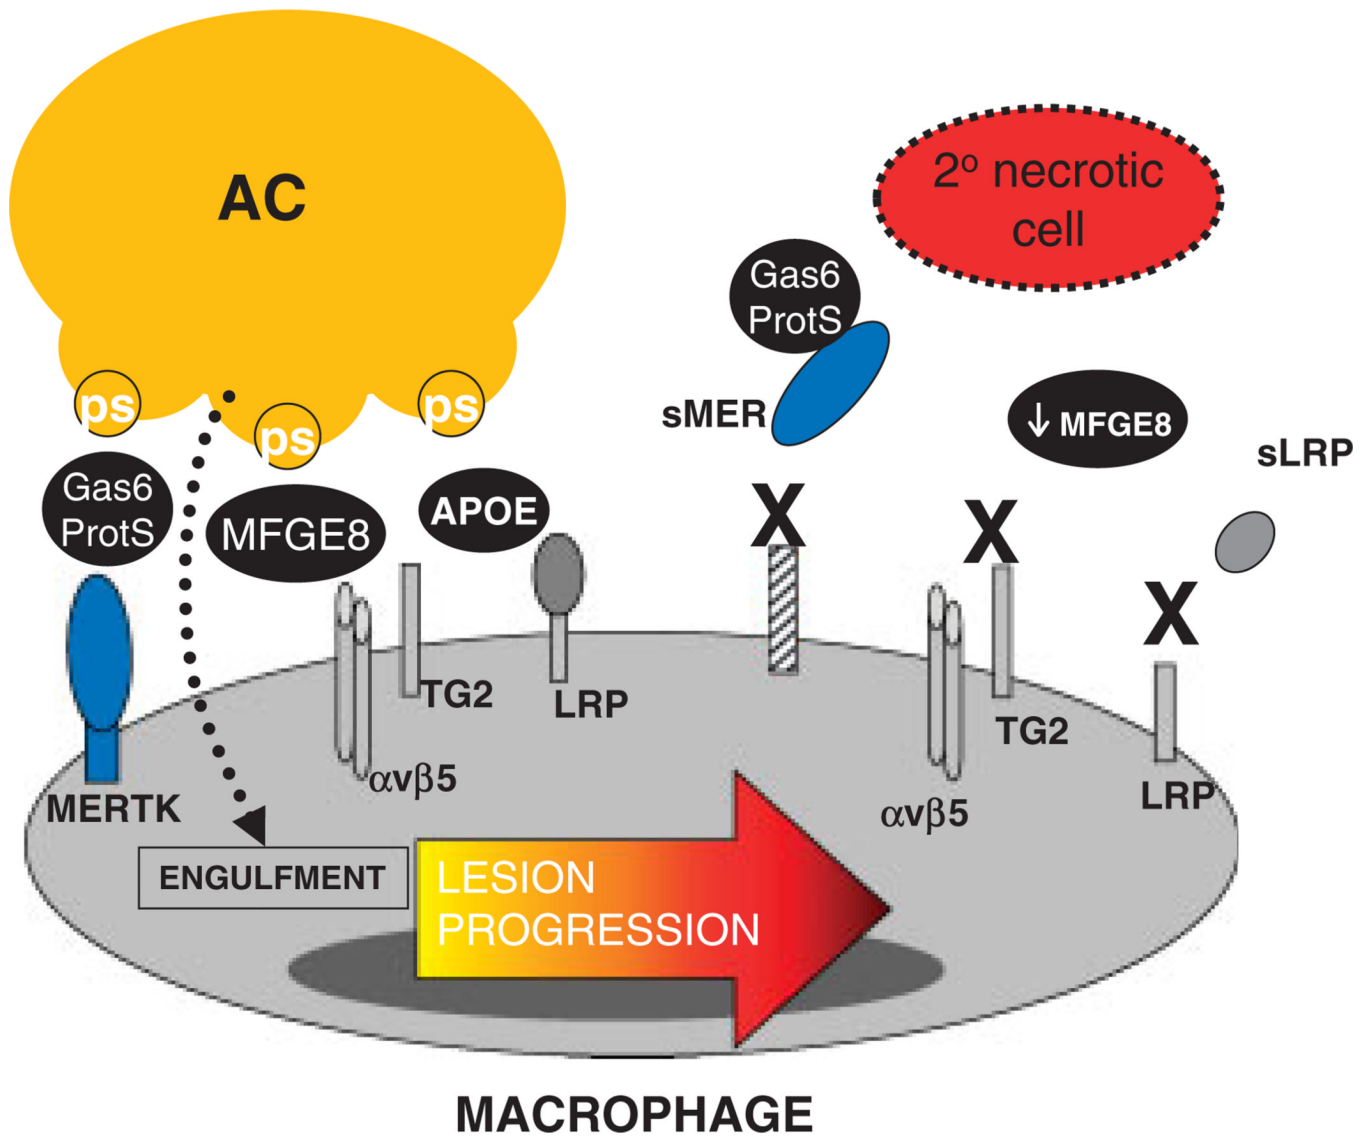 AC
2º necrotic
cell
Gas6
ProtS
sMER
ps
ps
ps
↓ MFGE8
sLRP
Gas6
ProtS
MFGE8
APOE
X
X
X
TG2
LRP
TG2
αvβ5
MERTK
αvβ5
LRP
ENGULFMENT
LESION
PROGRESSION
MACROPHAGE